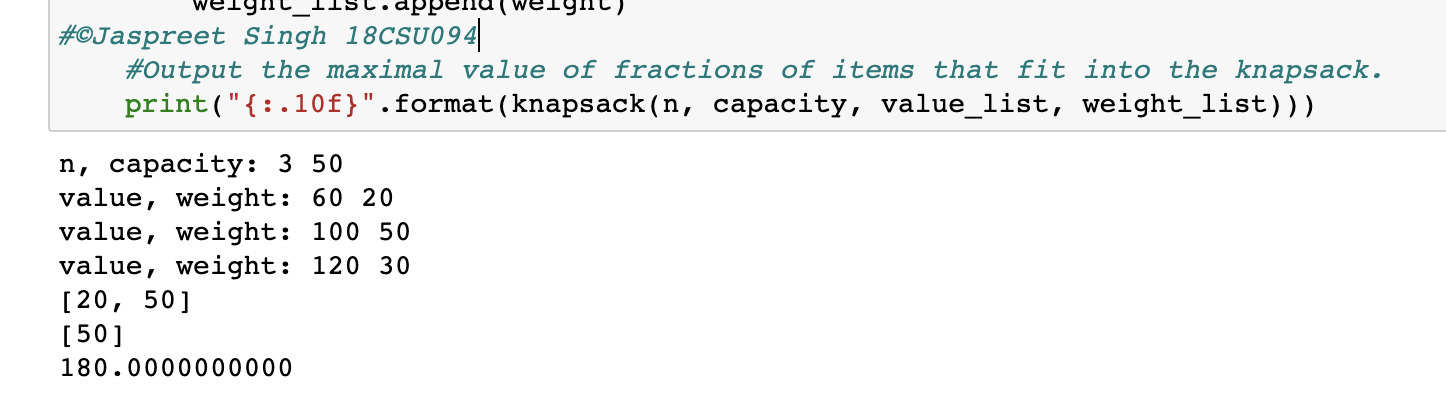 weight_list.append(weight)
#©Jaspreet Singh 18CSU094
#Output the maximal value of fractions of items that fit into the knapsack.
print("{:.10f}".format(knapsack(n, capacity, value_list, weight_list)))
n, capacity: 3 50
value, weight: 60 20
value, weight: 100 50
value, weight: 120 30
[20, 50]
[50]
180.0000000000